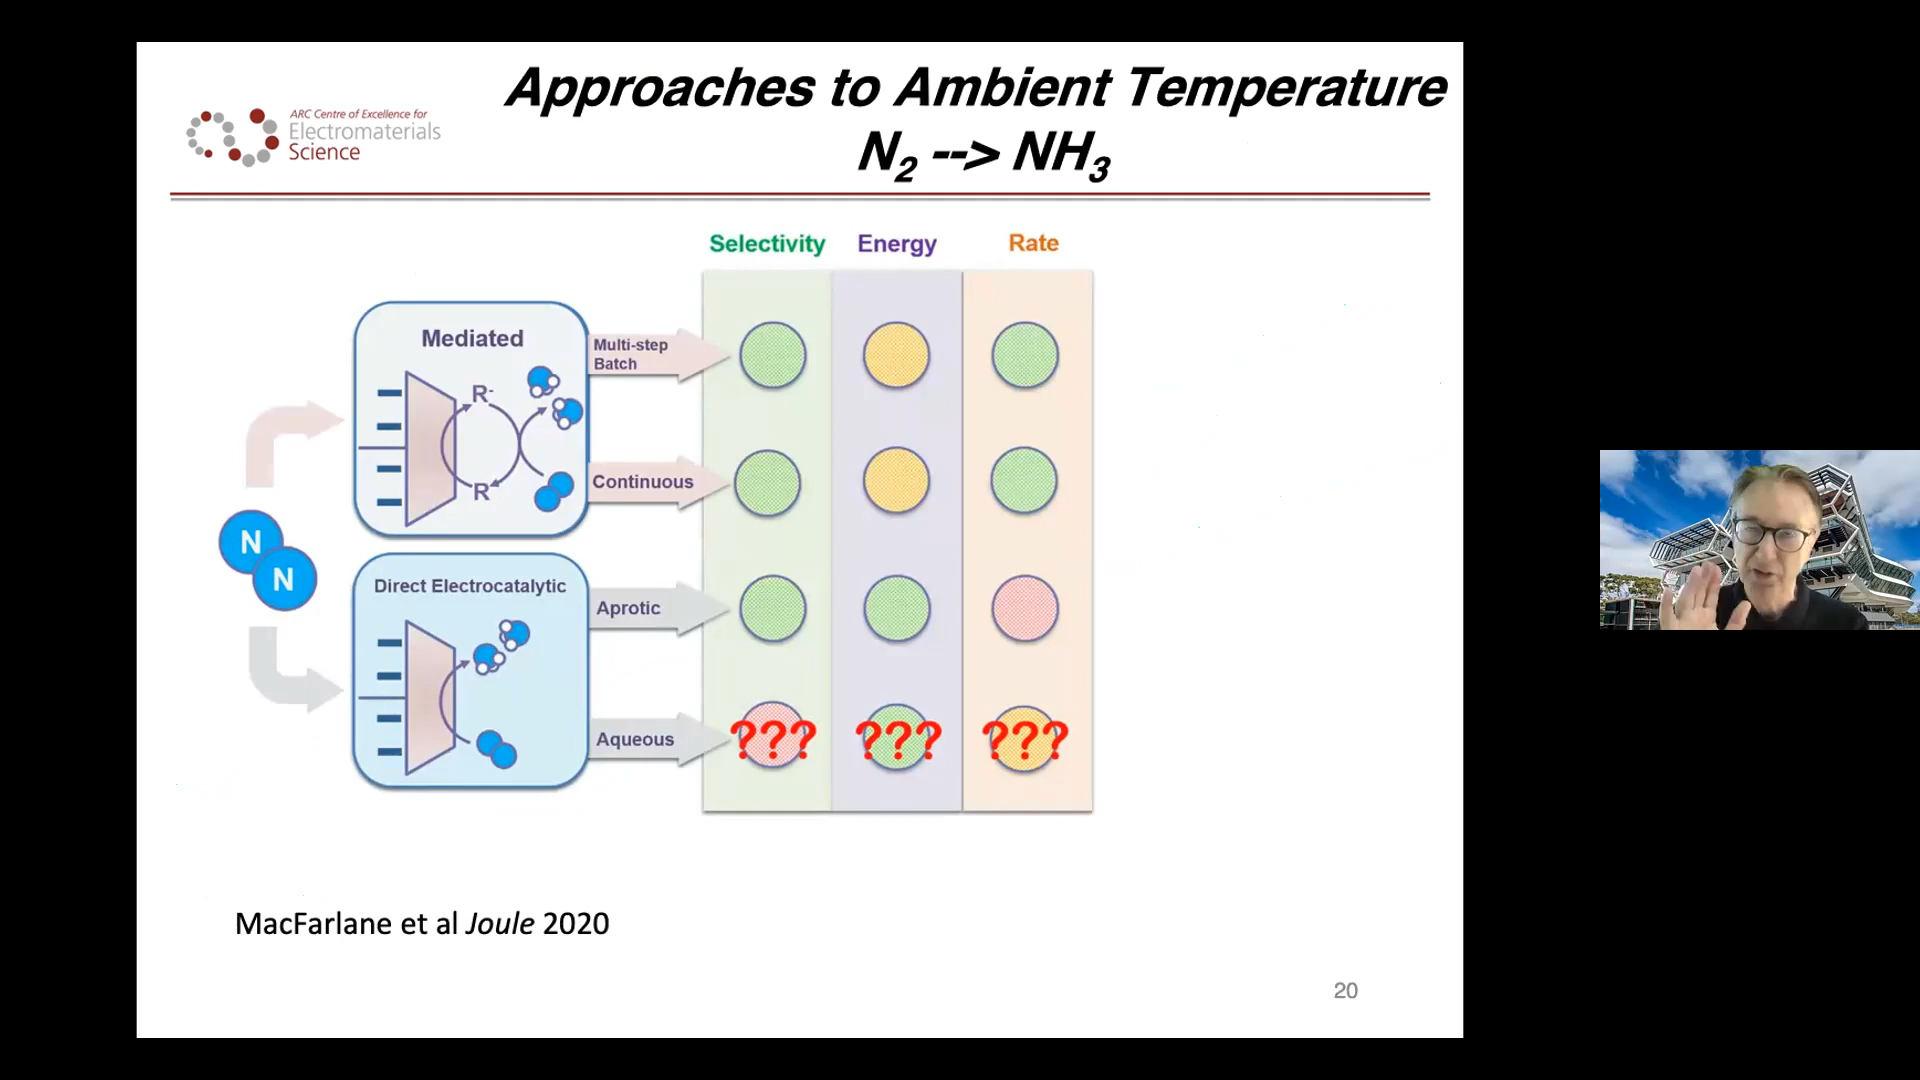 Approaches to Ambient Temperature
N2 --> NH3
ARC Centre of Excellence for
Electromaterials
Science
Selectivity Energy Rate
Mediated
Multi-step
Batch
R-
R
Continuous
N
N
Direct Electrocatalytic
Aprotic
Aqueous
??? ??? ???
MacFarlane et al Joule 2020
20